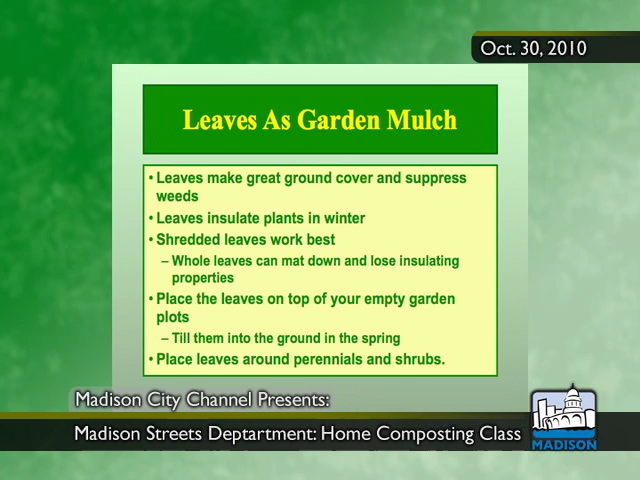 Oct. 30, 2010
Leaves As Garden Mulch
• Leaves make great ground cover and suppress
weeds
• Leaves insulate plants in winter
• Shredded leaves work best
– Whole leaves can mat down and lose insulating
properties
• Place the leaves on top of your empty garden
plots
– Till them into the ground in the spring
• Place leaves around perennials and shrubs.
Madison City Channel Presents:
Madison Streets Deptartment: Home Composting Class
MADISON